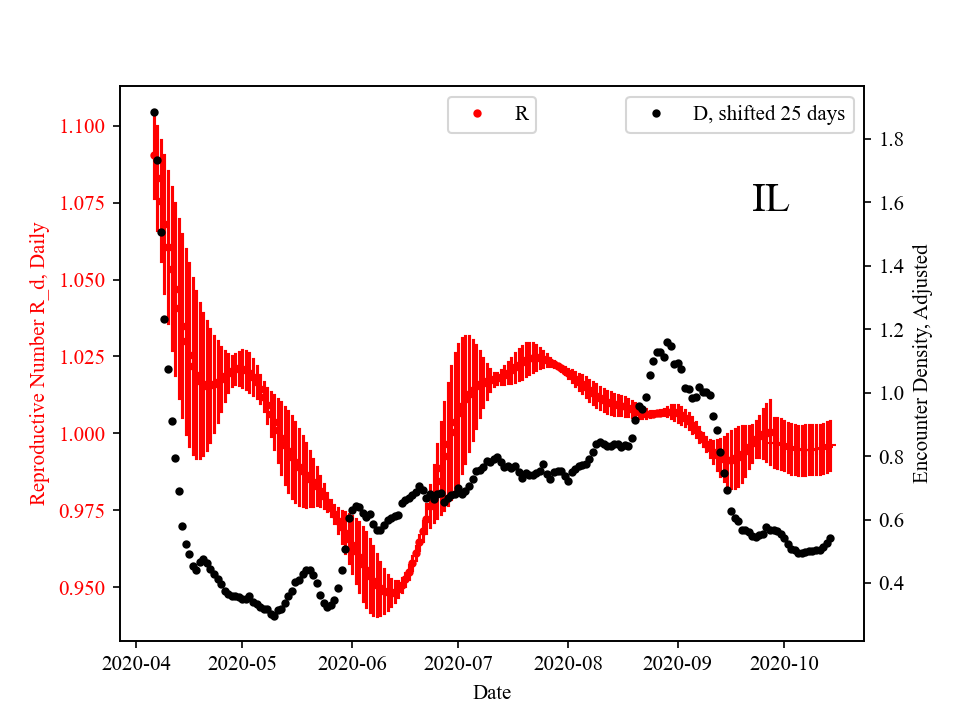 R
D, shifted 25 days
IL
Reproductive Number R_d, Daily
1.100
1.075
1.050
1.025
1.000
0.975
0.950
Encounter Density, Adjusted
1.8
1.6
1.4
1.2
1.0
0.8
0.6
0.4
2020-04 2020-05 2020-06 2020-07 2020-08 2020-09 2020-10
Date